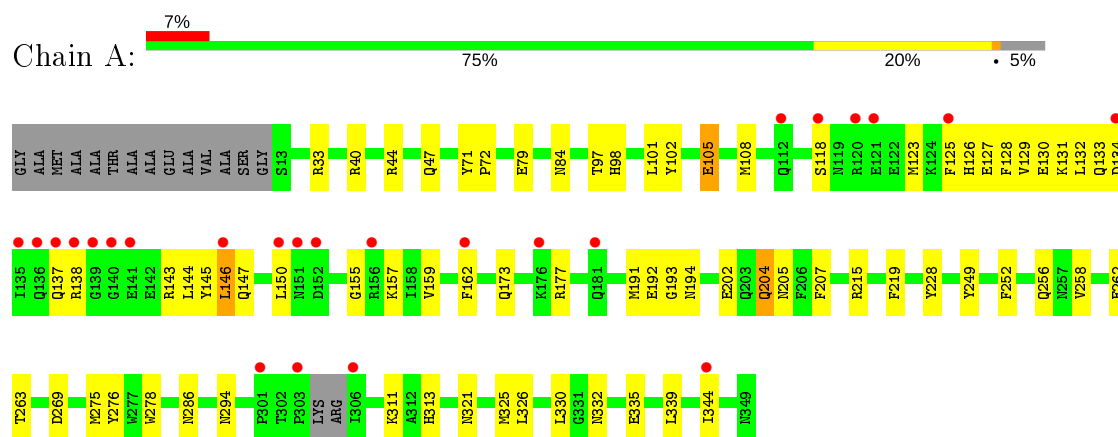 7%
Chain A:
75% 20% • 5%
GLY ALA MET ALA ALA THR ALA ALA GLU ALA VAL ALA SER GLY S13 R33 R40 R44 Q47 Y71 P72 E79 N84 T97 H98 L101 Y102 E105 M108 Q112 S118 N119 R120 E121 E122 M123 K124 F125 H126 E127 F128 V129 E130 K131 L132 Q133 D134
I135 Q136 Q137 R138 G139 G140 E141 E142 R143 L144 Y145 L146 Q147 L150 N151 D152 G155 R156 K157 I158 V159 F162 Q173 K176 R177 Q181 M191 E192 G193 N194 E202 Q203 Q204 N205 F206 F207 R215 F219 Y228 Y249 F252 Q256 N257 V258
T263 D269 M275 Y276 W277 W278 N286 N294 P301 T302 P303 LYS ARG I306 K311 A312 H313 N321 M325 L326 L330 G331 N332 E335 L339 I344 N349